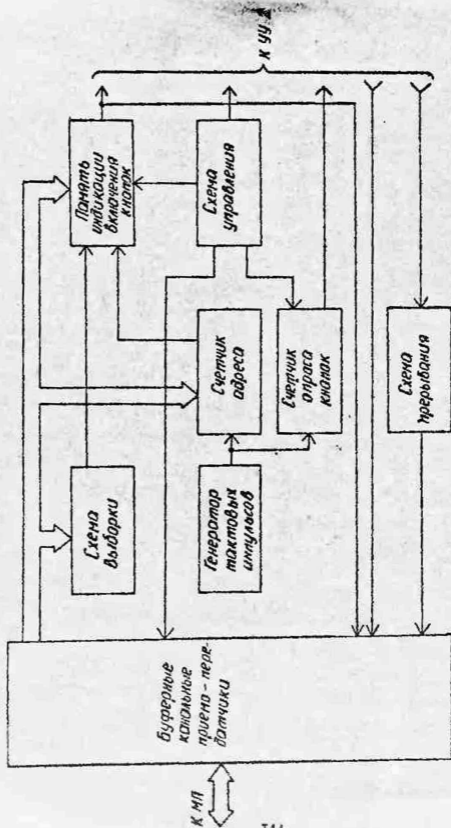 К УУ
Память
индикации
включения
кнопок
Схема
управления
Счетчик
адреса
Счетчик
опроса
кнопок
Схема
прерывания
Схема
выборки
Генератор
тактовых
импульсов
Буферные
канальные
приемо-пере-
датчики
К МП